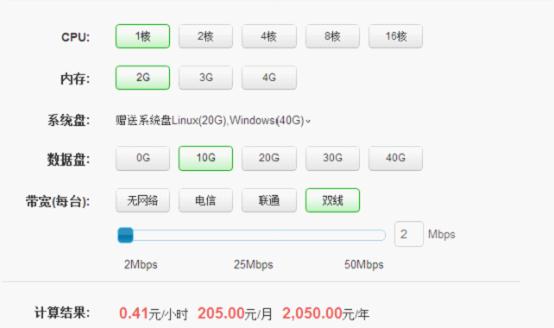 CPU: 1核 2核 4核 8核 16核
内存: 2G 3G 4G
系统盘: 赠送系统盘Linux(20G),Windows(40G)
数据盘: 0G 10G 20G 30G 40G
带宽(每台): 无网络 电信 联通 双线
2 Mbps
2Mbps 25Mbps 50Mbps
计算结果: 0.41元/小时 205.00元/月 2,050.00元/年